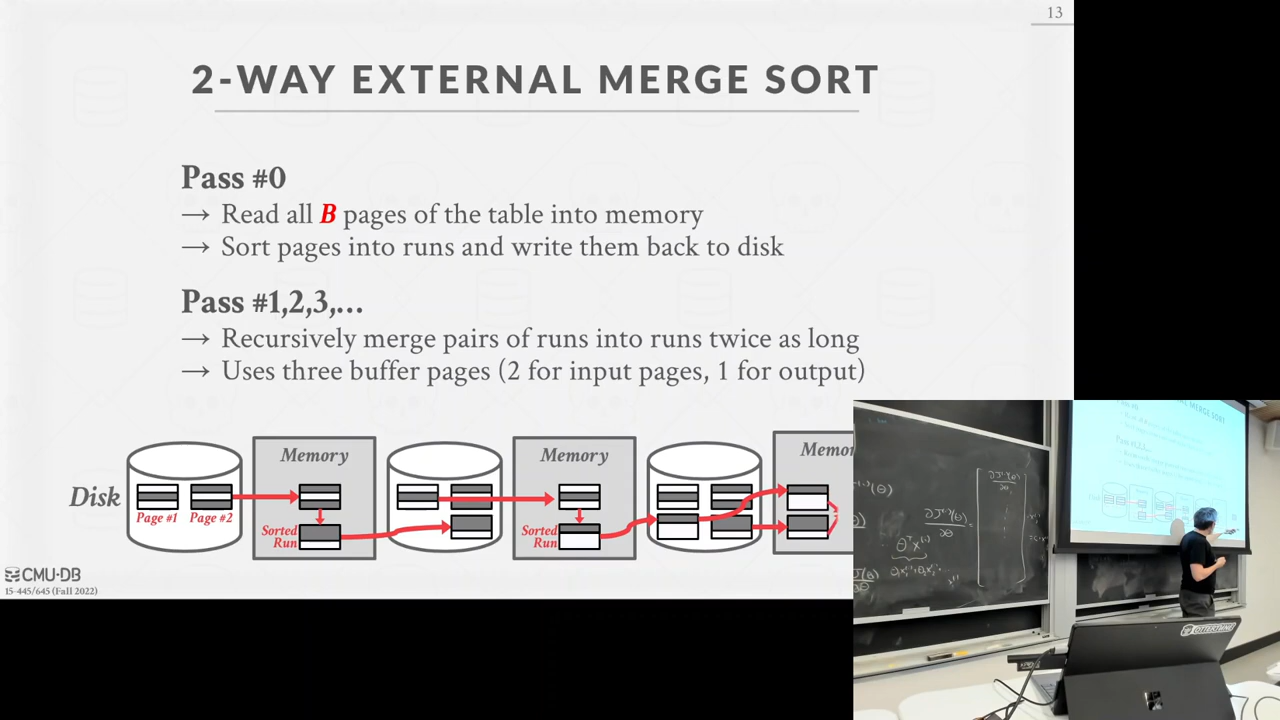 13
2-WAY EXTERNAL MERGE SORT
Pass #0
→ Read all B pages of the table into memory
→ Sort pages into runs and write them back to disk
Pass #1,2,3,…
→ Recursively merge pairs of runs into runs twice as long
→ Uses three buffer pages (2 for input pages, 1 for output)
Disk
Page #1 Page #2
Memory
Sorted
Run
Memory
Sorted
Run
Memor
CMU·DB
15-445/645 (Fall 2022)
OTTERTUNE